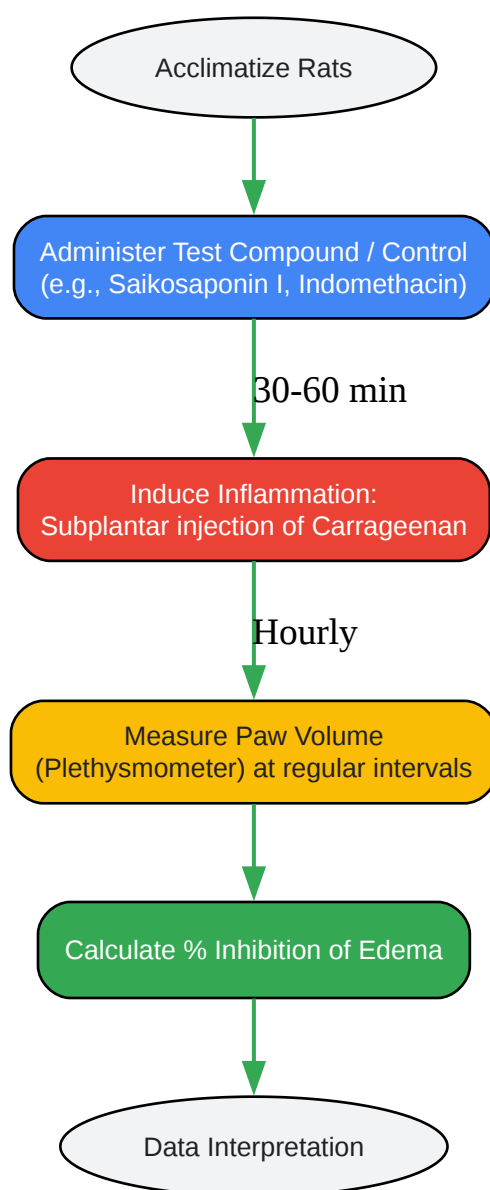 Acclimatize Rats
Administer Test Compound / Control
(e.g., Saikosaponin I, Indomethacin)
30-60 min
Induce Inflammation:
Subplantar injection of Carrageenan
Hourly
Measure Paw Volume
(Plethysmometer) at regular intervals
Calculate % Inhibition of Edema
Data Interpretation